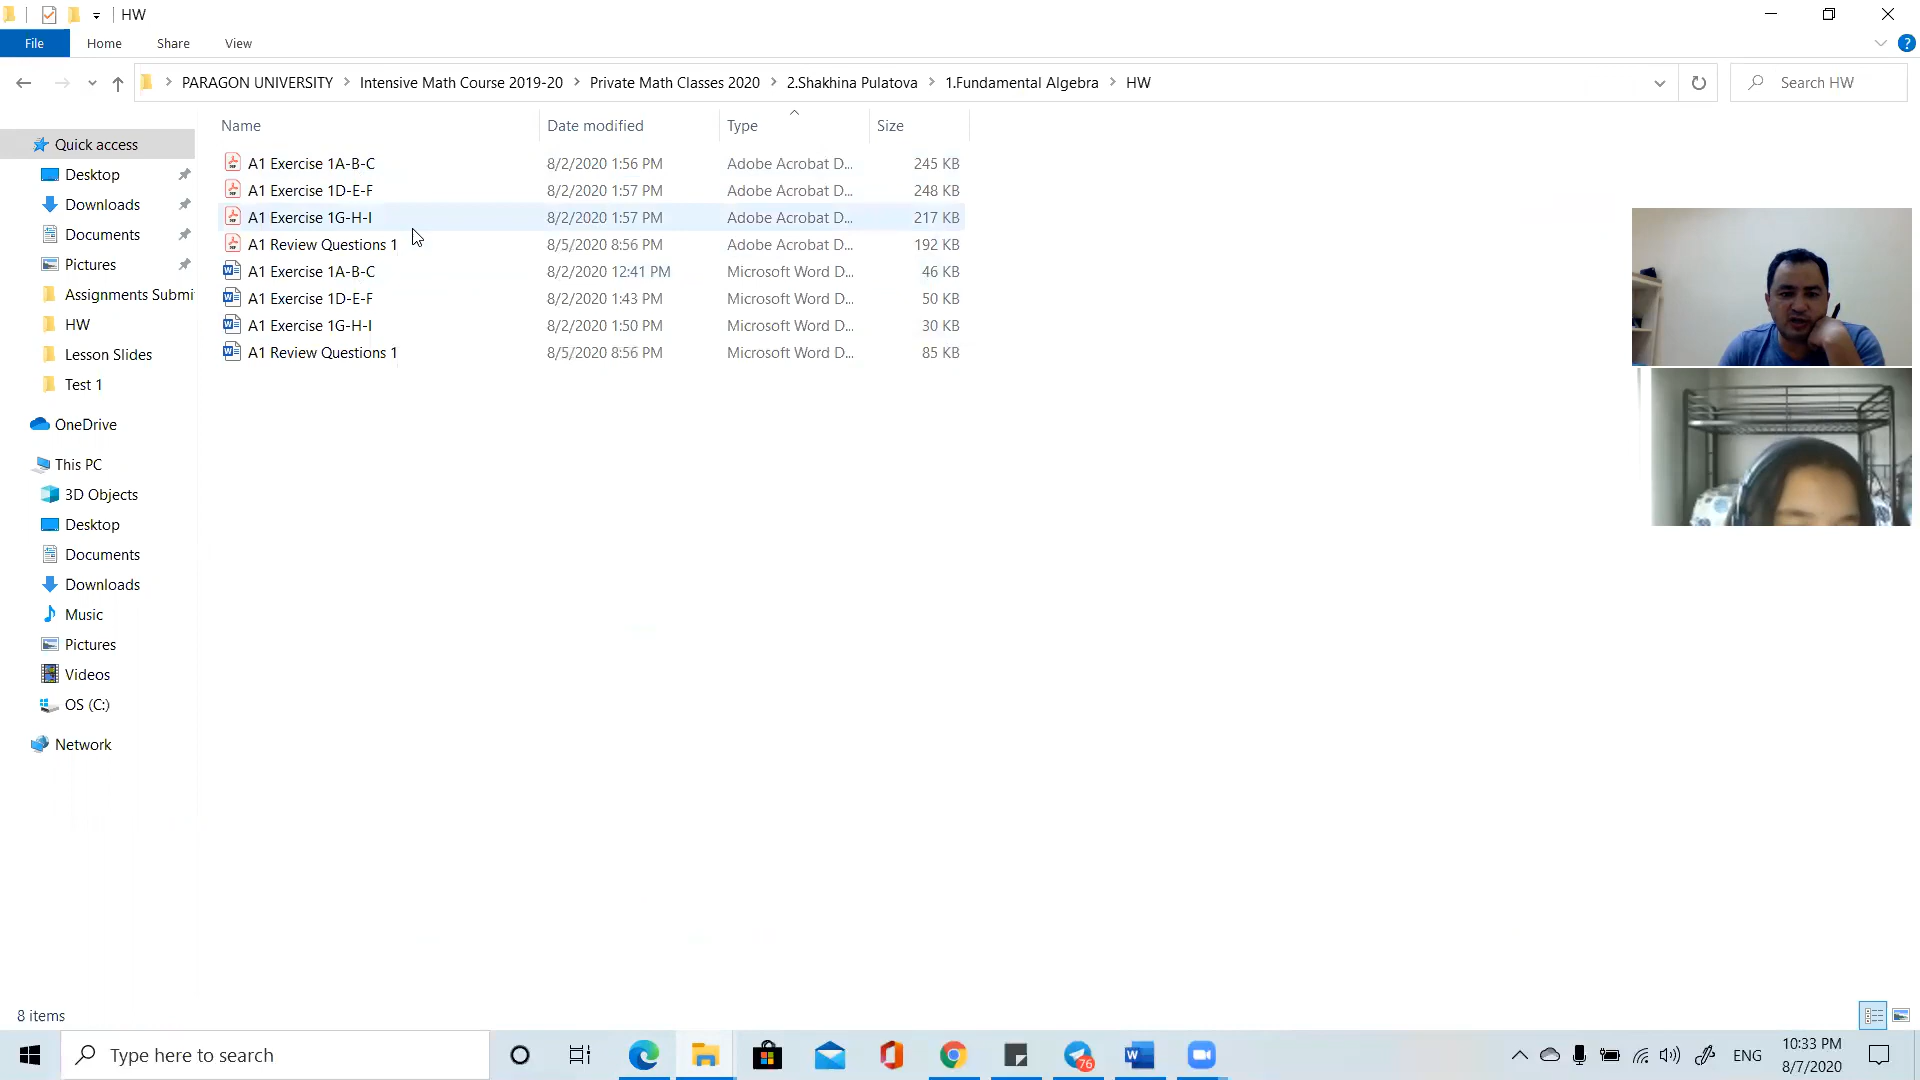 HW
File Home Share View
PARAGON UNIVERSITY Intensive Math Course 2019-20 Private Math Classes 2020 2.Shakhina Pulatova 1.Fundamental Algebra HW
Search HW
Name Date modified Type Size
A1 Exercise 1A-B-C 8/2/2020 1:56 PM Adobe Acrobat D... 245 KB
A1 Exercise 1D-E-F 8/2/2020 1:57 PM Adobe Acrobat D... 248 KB
A1 Exercise 1G-H-I 8/2/2020 1:57 PM Adobe Acrobat D... 217 KB
A1 Review Questions 1 8/5/2020 8:56 PM Adobe Acrobat D... 192 KB
A1 Exercise 1A-B-C 8/2/2020 12:41 PM Microsoft Word D... 46 KB
A1 Exercise 1D-E-F 8/2/2020 1:43 PM Microsoft Word D... 50 KB
A1 Exercise 1G-H-I 8/2/2020 1:50 PM Microsoft Word D... 30 KB
A1 Review Questions 1 8/5/2020 8:56 PM Microsoft Word D... 85 KB
Quick access
Desktop
Downloads
Documents
Pictures
Assignments Submi
HW
Lesson Slides
Test 1
OneDrive
This PC
3D Objects
Desktop
Documents
Downloads
Music
Pictures
Videos
OS (C:)
Network
8 items
Type here to search
76
ENG
10:33 PM
8/7/2020